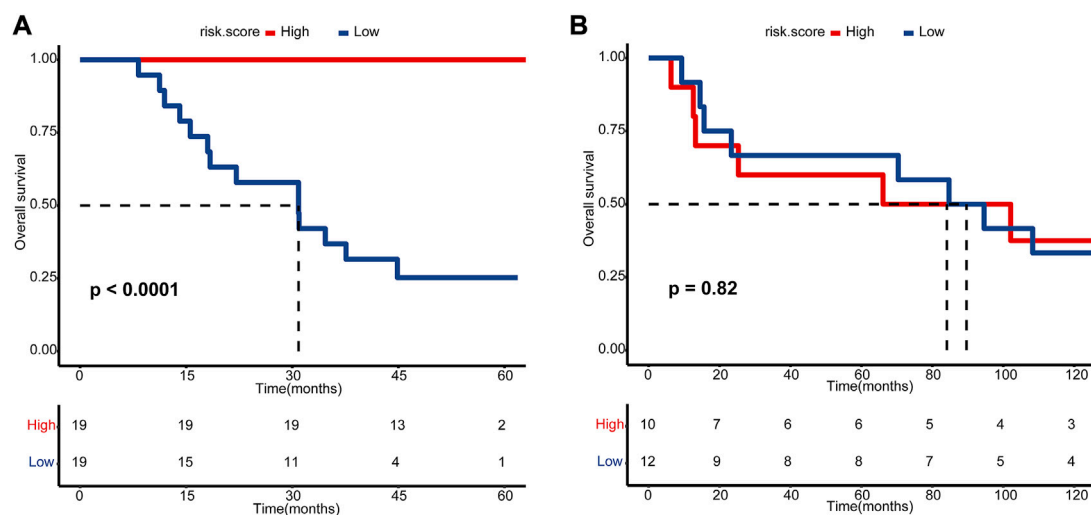 A
risk.score High Low
Overall survival
1.00
0.75
0.50
0.25
0.00
p < 0.0001
0 15 30 45 60
Time(months)
High 19 19 19 13 2
Low 19 15 11 4 1
0 15 30 45 60
Time(months)
B
risk.score High Low
Overall survival
1.00
0.75
0.50
0.25
0.00
p = 0.82
0 20 40 60 80 100 120
Time(months)
High 10 7 6 6 5 4 3
Low 12 9 8 8 7 5 4
0 20 40 60 80 100 120
Time(months)